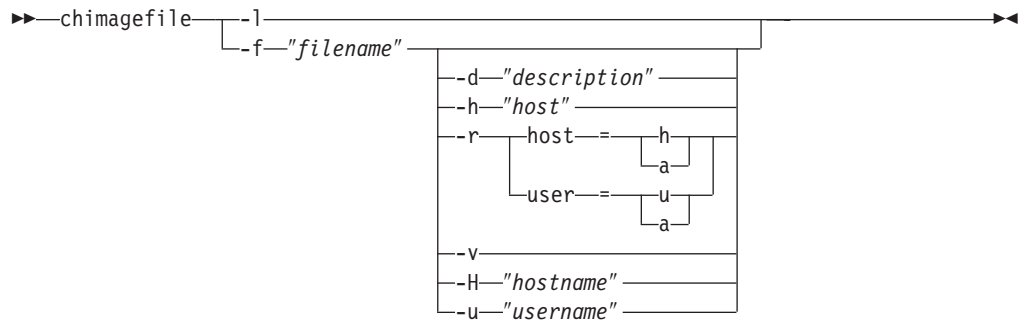 chimagefile -l
-f "filename"
-d "description"
-h "host"
-r host = h
a
user = u
a
-v
-H "hostname"
-u "username"